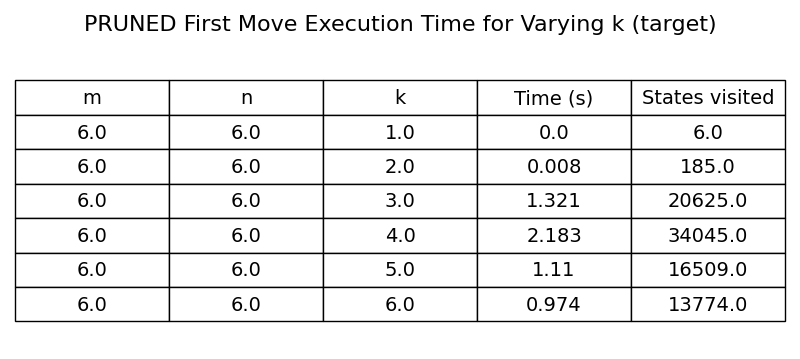 PRUNED First Move Execution Time for Varying k (target)
m n k Time (s) States visited
6.0 6.0 1.0 0.0 6.0
6.0 6.0 2.0 0.008 185.0
6.0 6.0 3.0 1.321 20625.0
6.0 6.0 4.0 2.183 34045.0
6.0 6.0 5.0 1.11 16509.0
6.0 6.0 6.0 0.974 13774.0